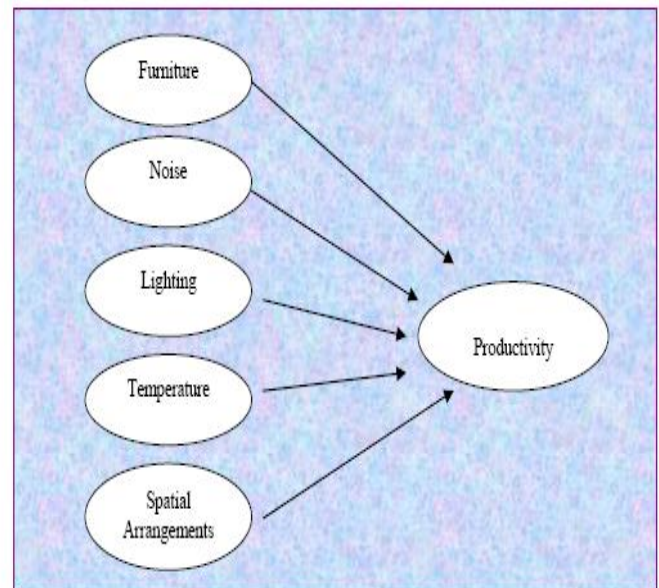 Furniture
Noise
Lighting
Temperature
Spatial
Arrangements
Productivity